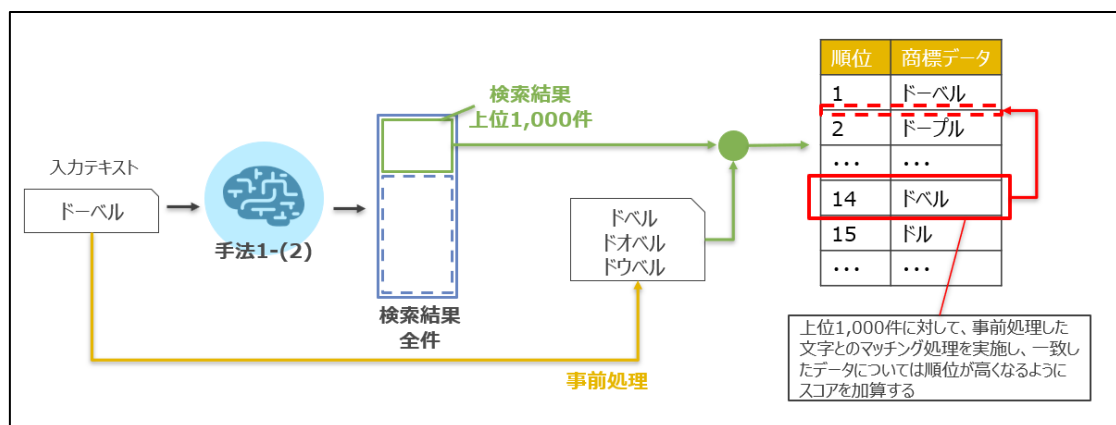 入力テキスト
ドーベル
手法1-(2)
検索結果
上位1,000件
検索結果
全件
事前処理
ドベル
ドオベル
ドウベル
順位 商標データ
1 ドーベル
2 ドープル
… …
14 ドベル
15 ドル
… …
上位1,000件に対して、事前処理した
文字とのマッチング処理を実施し、一致し
たデータについては順位が高くなるように
スコアを加算する